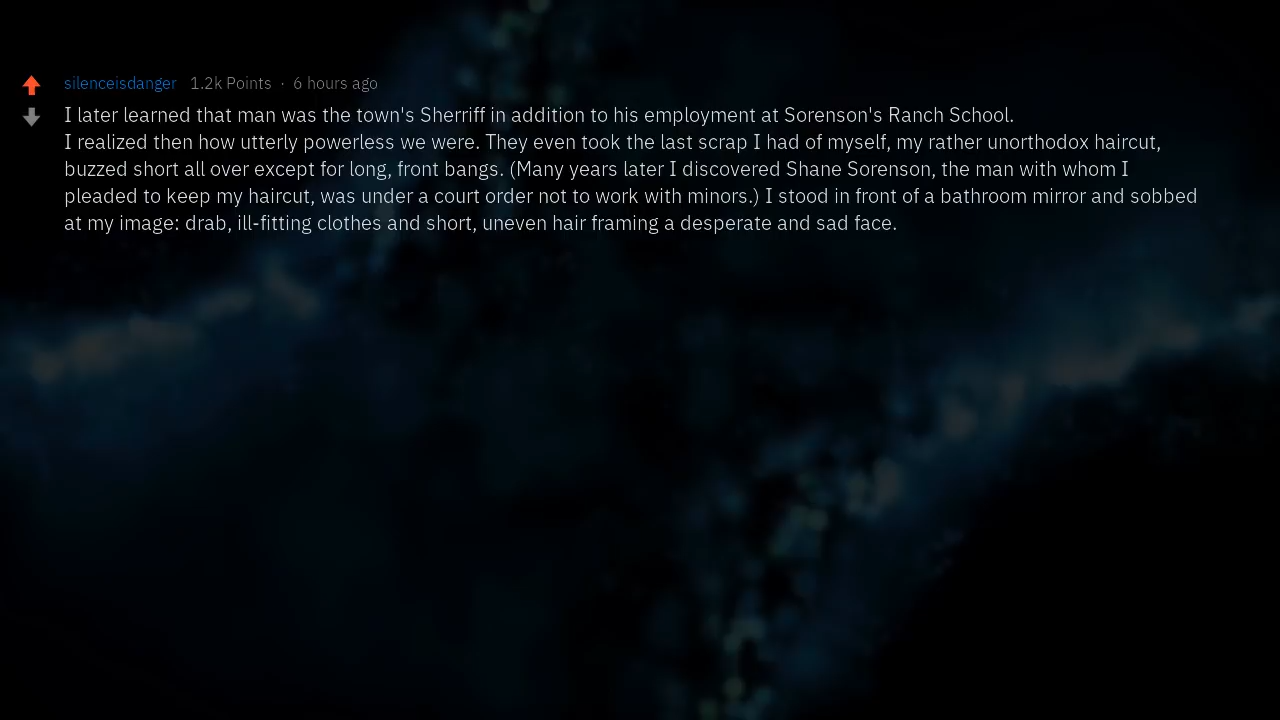 silenceisdanger 1.2k Points · 6 hours ago
I later learned that man was the town's Sherriff in addition to his employment at Sorenson's Ranch School.
I realized then how utterly powerless we were. They even took the last scrap I had of myself, my rather unorthodox haircut,
buzzed short all over except for long, front bangs. (Many years later I discovered Shane Sorenson, the man with whom I
pleaded to keep my haircut, was under a court order not to work with minors.) I stood in front of a bathroom mirror and sobbed
at my image: drab, ill-fitting clothes and short, uneven hair framing a desperate and sad face.